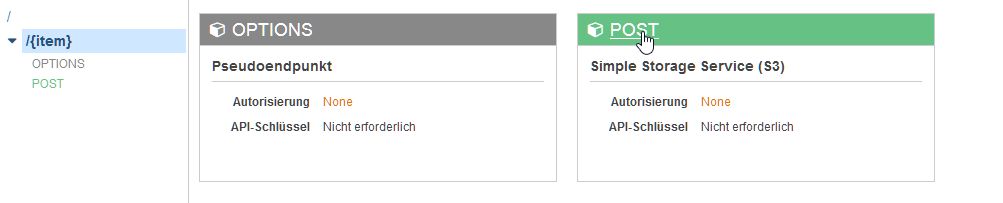 /
/{item}
OPTIONS
POST
OPTIONS
Pseudoendpunkt
Autorisierung None
API-Schlüssel Nicht erforderlich
POST
Simple Storage Service (S3)
Autorisierung None
API-Schlüssel Nicht erforderlich